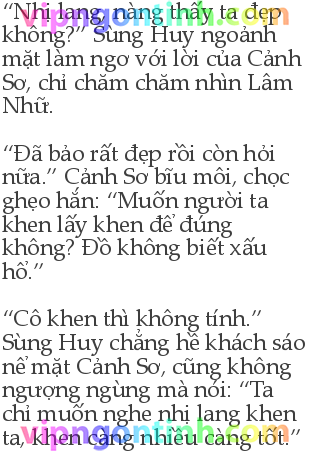 “Nhị lang, nàng thấy ta đẹp
không?” Sùng Huy ngoảnh
mặt làm ngơ với lời của Cảnh
Sơ, chỉ chăm chăm nhìn Lâm
Nhữ.
“Đã bảo rất đẹp rồi còn hỏi
nữa.” Cảnh Sơ bĩu môi, chọc
ghẹo hắn: “Muốn người ta
khen lấy khen để đúng
không? Đồ không biết xấu
hổ.”
“Cô khen thì không tính.”
Sùng Huy chẳng hề khách sáo
nể mặt Cảnh Sơ, cũng không
ngượng ngùng mà nói: “Ta
chỉ muốn nghe nhị lang khen
ta, khen càng nhiều càng tốt.”
vipngontinh.com
vipngontinh.com